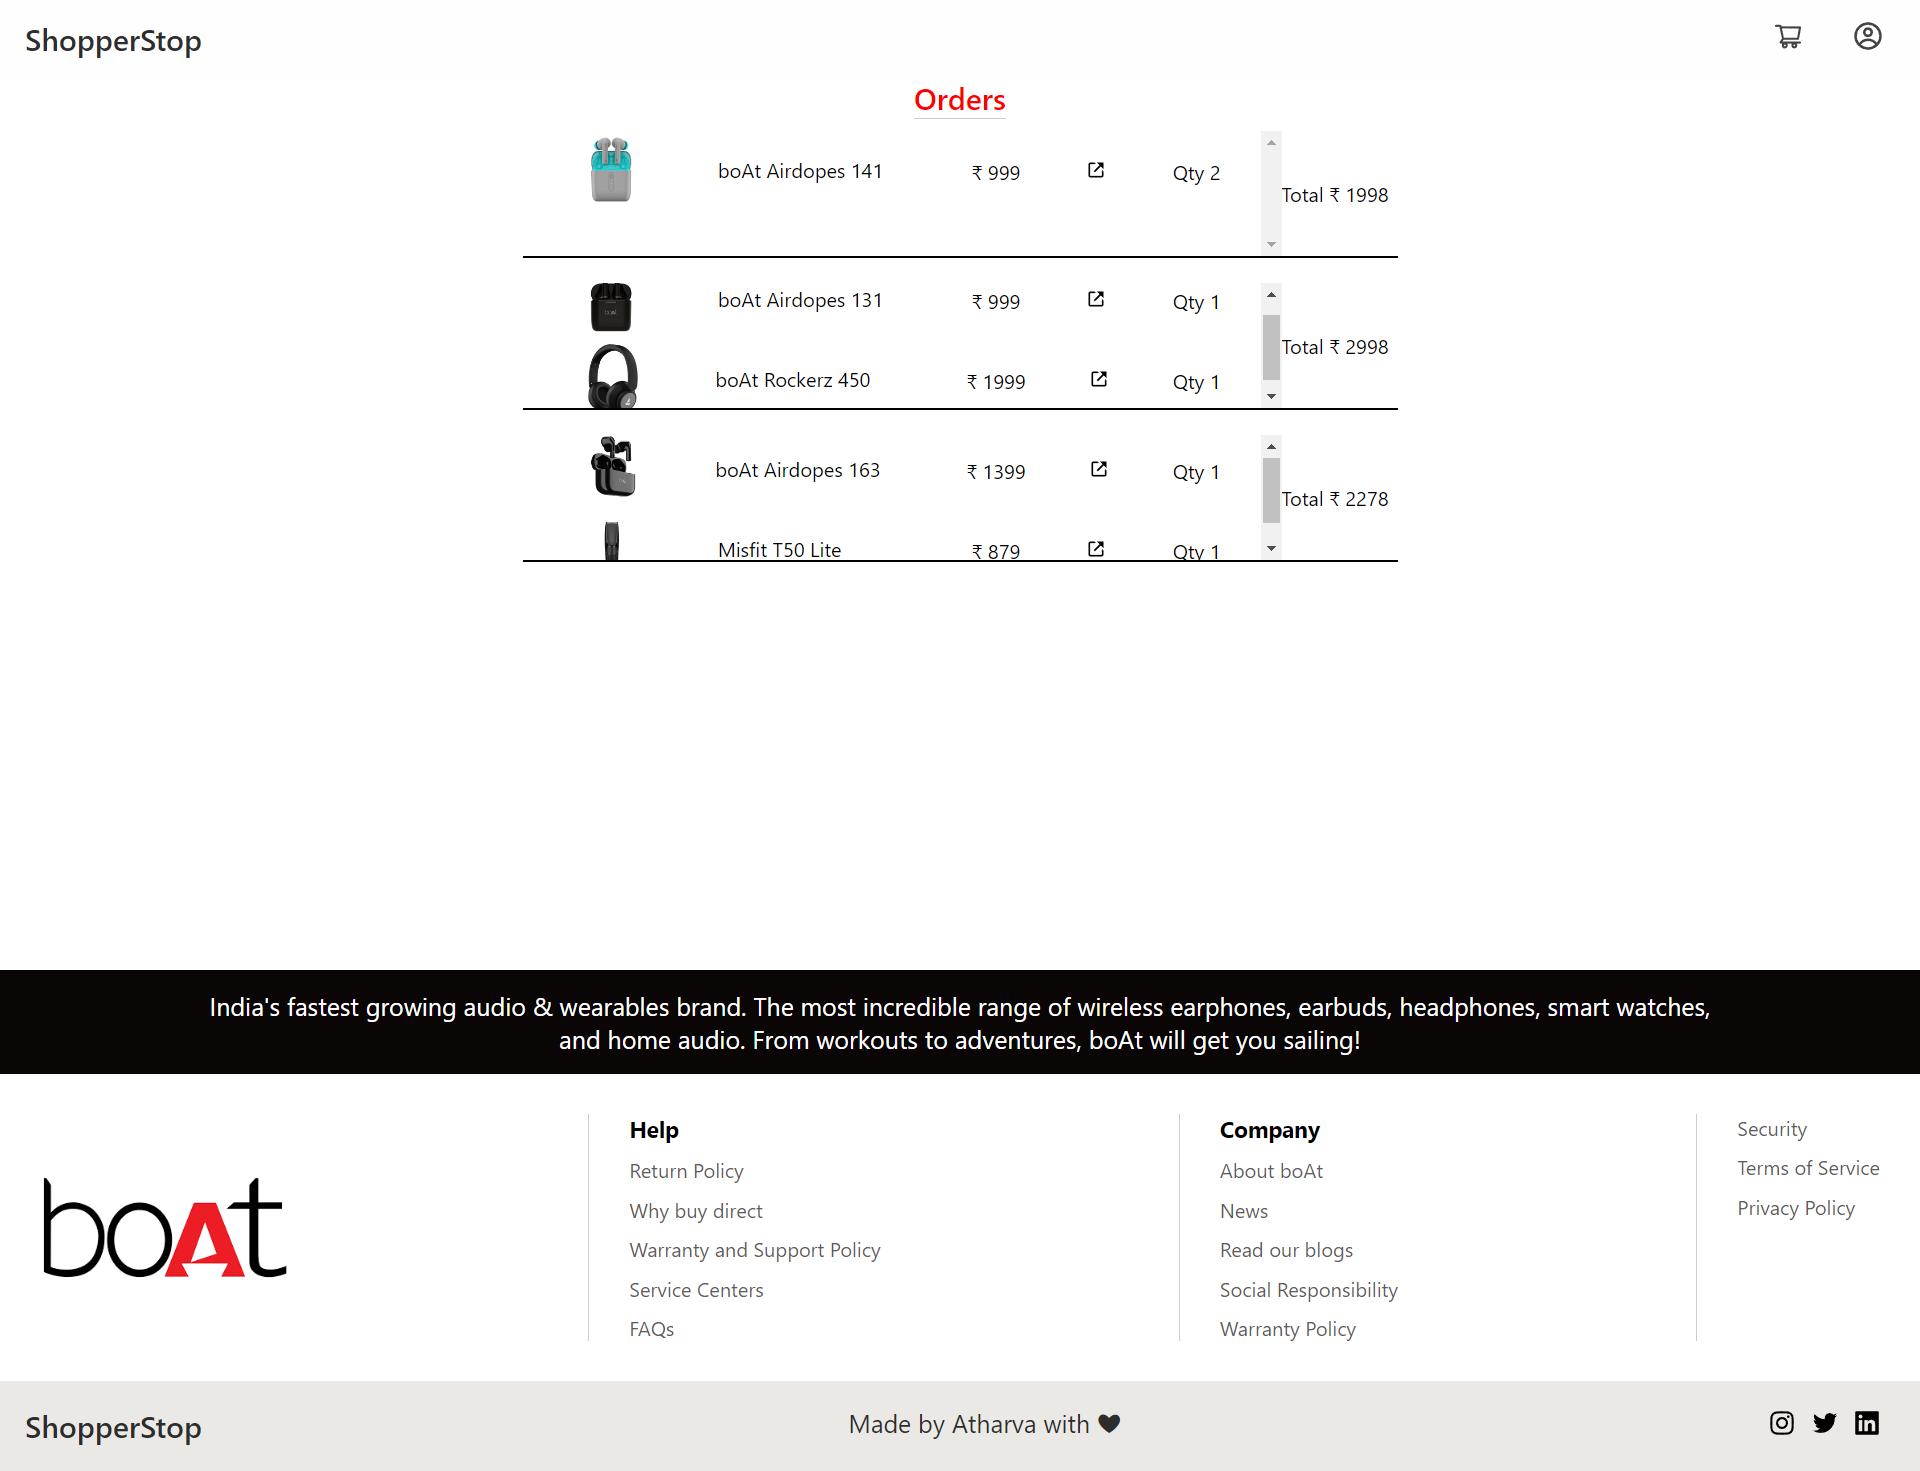 ShopperStop
Orders
boAt Airdopes 141 ₹ 999 Qty 2
Total ₹ 1998
boAt Airdopes 131 ₹ 999 Qty 1
Total ₹ 2998
boAt Rockerz 450 ₹ 1999 Qty 1
boAt Airdopes 163 ₹ 1399 Qty 1
Total ₹ 2278
Misfit T50 Lite ₹ 879 Qty 1
India's fastest growing audio & wearables brand. The most incredible range of wireless earphones, earbuds, headphones, smart watches,
and home audio. From workouts to adventures, boAt will get you sailing!
boAt
Help
Return Policy
Why buy direct
Warranty and Support Policy
Service Centers
FAQs
Company
About boAt
News
Read our blogs
Social Responsibility
Warranty Policy
Security
Terms of Service
Privacy Policy
ShopperStop
Made by Atharva with